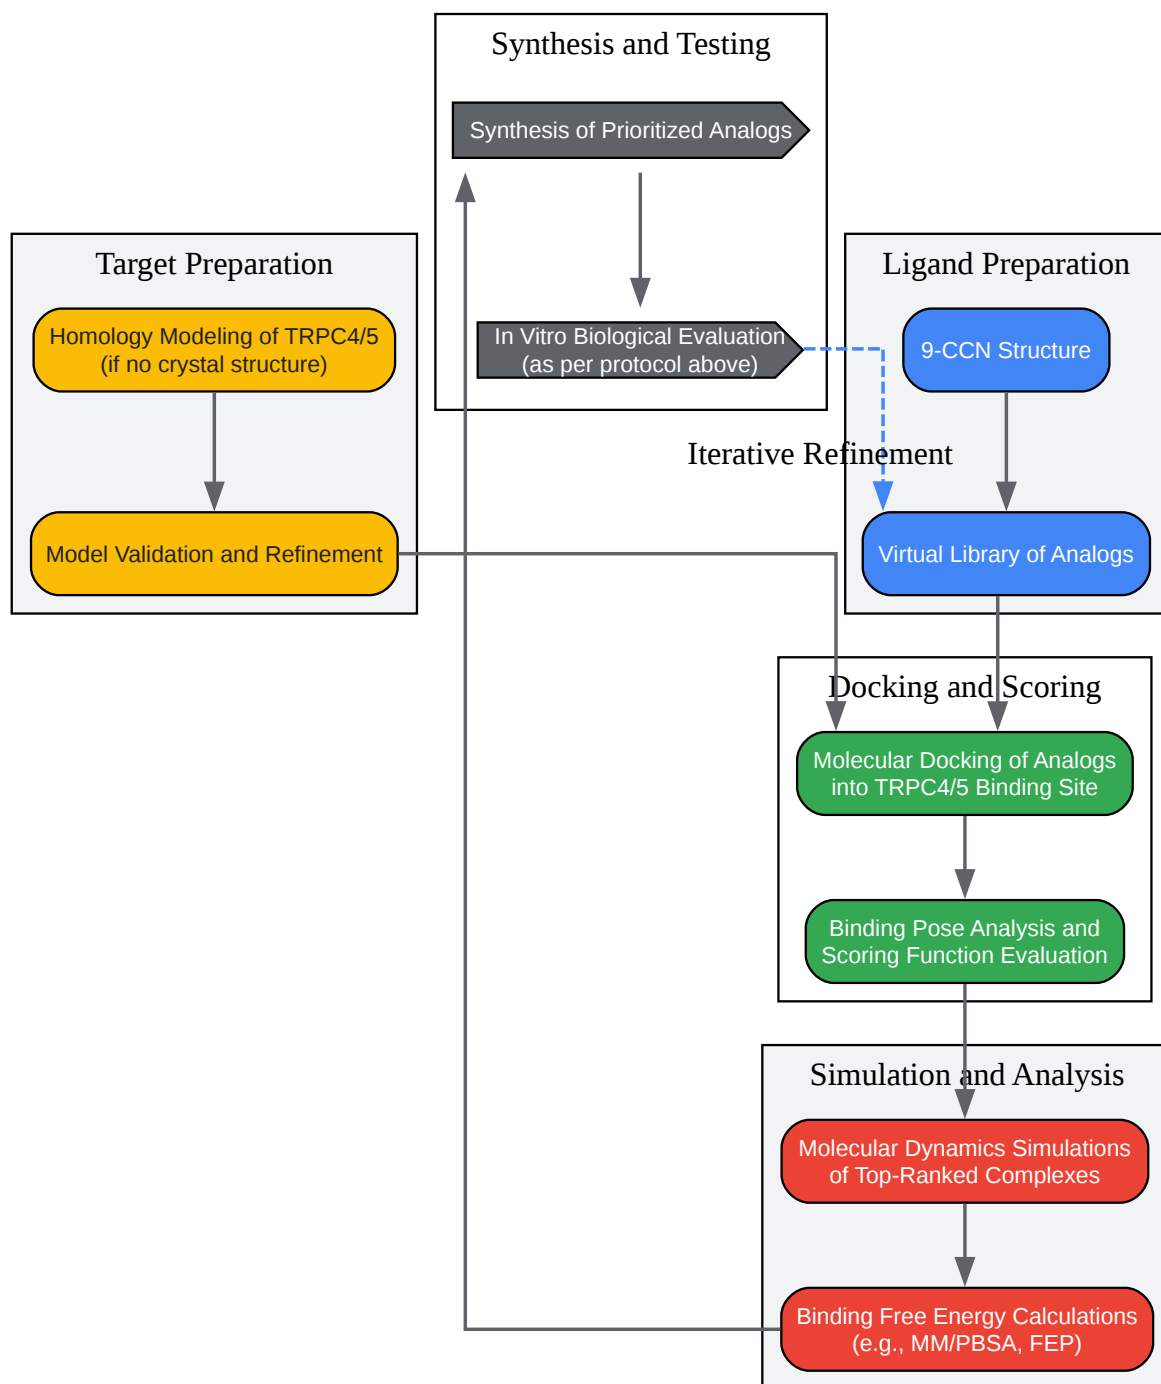 Synthesis and Testing
Synthesis of Prioritized Analogs
In Vitro Biological Evaluation
(as per protocol above)
Target Preparation
Homology Modeling of TRPC4/5
(if no crystal structure)
Model Validation and Refinement
Ligand Preparation
9-CCN Structure
Iterative Refinement
Virtual Library of Analogs
Docking and Scoring
Molecular Docking of Analogs
into TRPC4/5 Binding Site
Binding Pose Analysis and
Scoring Function Evaluation
Simulation and Analysis
Molecular Dynamics Simulations
of Top-Ranked Complexes
Binding Free Energy Calculations
(e.g., MM/PBSA, FEP)